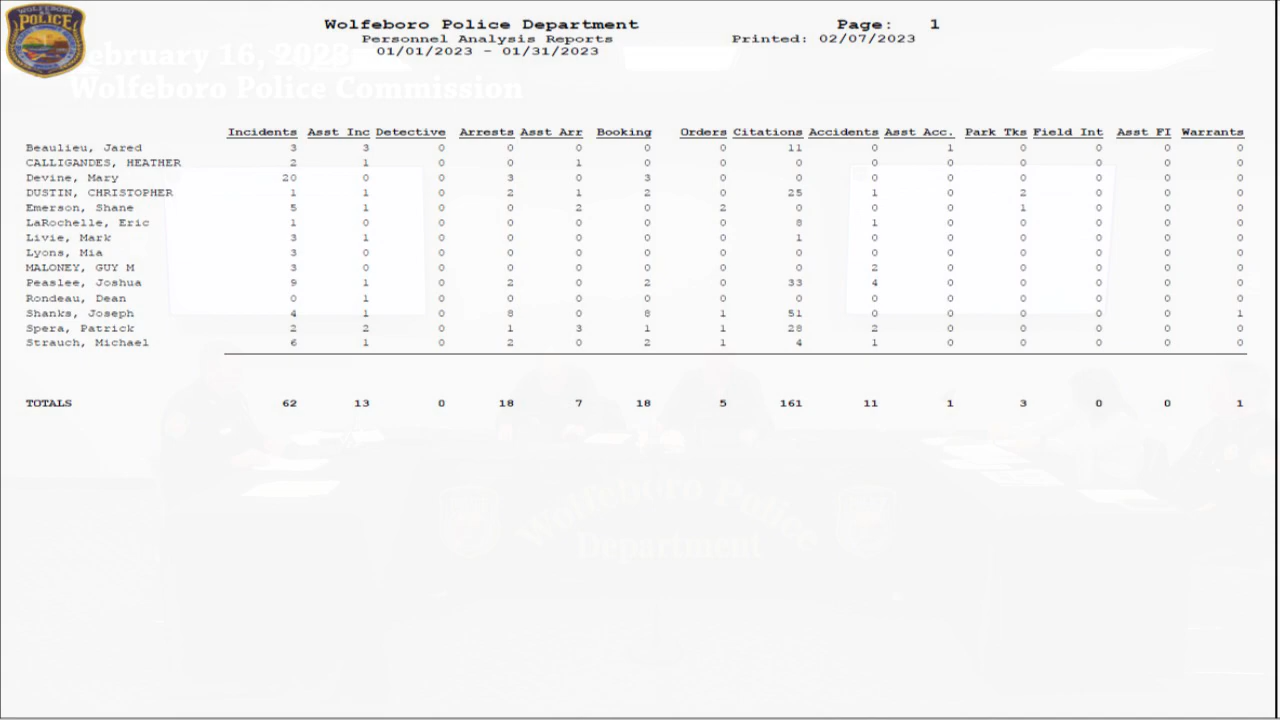 WOLFEBORO
POLICE
Wolfeboro Police Department Page: 1
Personnel Analysis Reports Printed: 02/07/2023
01/01/2023 - 01/31/2023
February 16, 2023
Wolfeboro Police Commission
Incidents Asst Inc Detective Arrests Asst Arr Booking Orders Citations Accidents Asst Acc. Park Tks Field Int Asst FI Warrants
Beaulieu, Jared 3 3 0 0 0 0 0 11 0 1 0 0 0 0
CALLIGANDES, HEATHER 2 1 0 0 1 0 0 0 0 0 0 0 0 0
Devine, Mary 20 0 0 3 0 3 0 0 0 0 0 0 0 0
DUSTIN, CHRISTOPHER 1 1 0 2 1 2 0 25 1 0 2 0 0 0
Emerson, Shane 5 1 0 0 2 0 2 0 0 0 1 0 0 0
LaRochelle, Eric 1 0 0 0 0 0 0 8 1 0 0 0 0 0
Livie, Mark 3 1 0 0 0 0 0 1 0 0 0 0 0 0
Lyons, Mia 3 0 0 0 0 0 0 0 0 0 0 0 0 0
MALONEY, GUY M 3 0 0 0 0 0 0 0 2 0 0 0 0 0
Peaslee, Joshua 9 1 0 2 0 2 0 33 4 0 0 0 0 0
Rondeau, Dean 0 1 0 0 0 0 0 0 0 0 0 0 0 0
Shanks, Joseph 4 1 0 8 0 8 1 51 0 0 0 0 0 1
Spera, Patrick 2 2 0 1 3 1 1 28 2 0 0 0 0 0
Strauch, Michael 6 1 0 2 0 2 1 4 1 0 0 0 0 0
TOTALS 62 13 0 18 7 18 5 161 11 1 3 0 0 1
Wolfeboro Police
Department